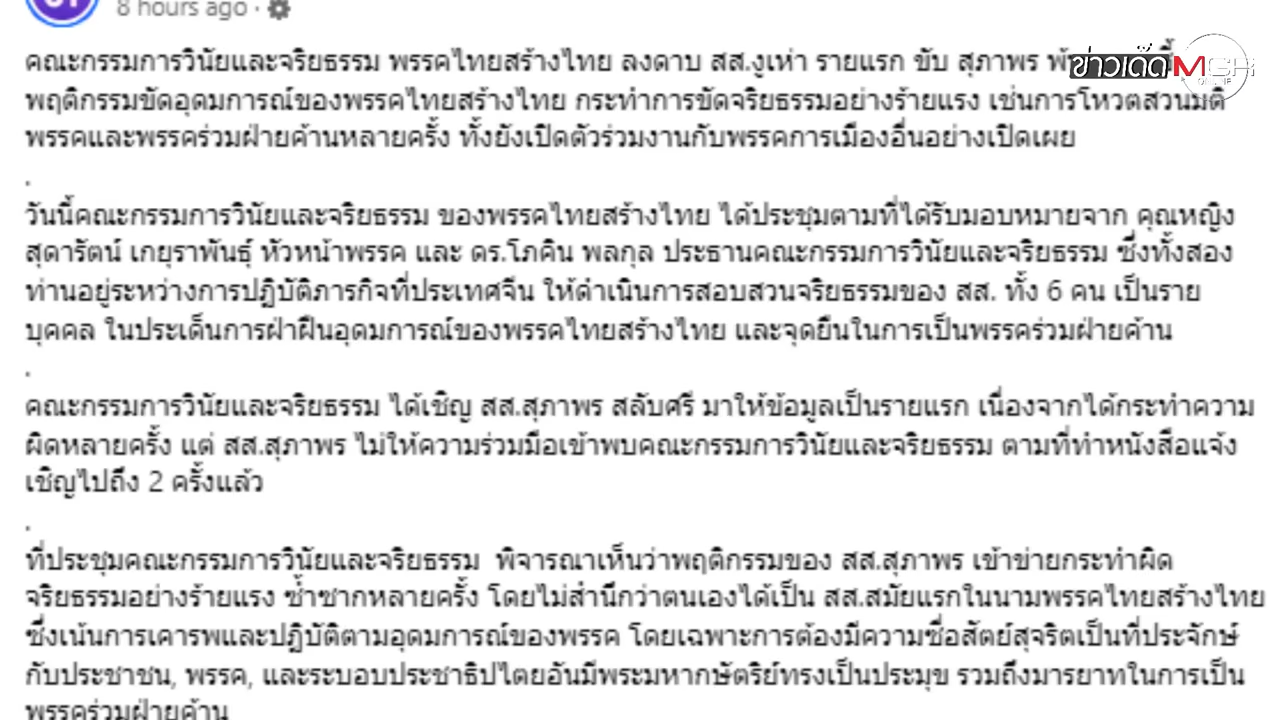 8 hours ago ·
ข่าวเด็ด MGR ONLINE
คณะกรรมการวินัยและจริยธรรม พรรคไทยสร้างไทย ลงดาบ สส.งูเห่า รายแรก ขับ สุภาพร
พฤติกรรมขัดอุดมการณ์ของพรรคไทยสร้างไทย กระทำการขัดจริยธรรมอย่างร้ายแรง เช่นการโหวตสวนมติ
พรรคและพรรคร่วมฝ่ายค้านหลายครั้ง ทั้งยังเปิดตัวร่วมงานกับพรรคการเมืองอื่นอย่างเปิดเผย
.
วันนี้คณะกรรมการวินัยและจริยธรรม ของพรรคไทยสร้างไทย ได้ประชุมตามที่ได้รับมอบหมายจาก คุณหญิง
สุดารัตน์ เกยุราพันธุ์ หัวหน้าพรรค และ ดร.โภคิน พลกุล ประธานคณะกรรมการวินัยและจริยธรรม ซึ่งทั้งสอง
ท่านอยู่ระหว่างการปฏิบัติภารกิจที่ประเทศจีน ให้ดำเนินการสอบสวนจริยธรรมของ สส. ทั้ง 6 คน เป็นราย
บุคคล ในประเด็นการฝ่าฝืนอุดมการณ์ของพรรคไทยสร้างไทย และจุดยืนในการเป็นพรรคร่วมฝ่ายค้าน
.
คณะกรรมการวินัยและจริยธรรม ได้เชิญ สส.สุภาพร สลับศรี มาให้ข้อมูลเป็นรายแรก เนื่องจากได้กระทำความ
ผิดหลายครั้ง แต่ สส.สุภาพร ไม่ให้ความร่วมมือเข้าพบคณะกรรมการวินัยและจริยธรรม ตามที่ทำหนังสือแจ้ง
เชิญไปถึง 2 ครั้งแล้ว
.
ที่ประชุมคณะกรรมการวินัยและจริยธรรม พิจารณาเห็นว่าพฤติกรรมของ สส.สุภาพร เข้าข่ายกระทำผิด
จริยธรรมอย่างร้ายแรง ซ้ำซากหลายครั้ง โดยไม่สำนึกว่าตนเองได้เป็น สส.สมัยแรกในนามพรรคไทยสร้างไทย
ซึ่งเน้นการเคารพและปฏิบัติตามอุดมการณ์ของพรรค โดยเฉพาะการต้องมีความซื่อสัตย์สุจริตเป็นที่ประจักษ์
กับประชาชน, พรรค, และระบอบประชาธิปไตยอันมีพระมหากษัตริย์ทรงเป็นประมุข รวมถึงมารยาทในการเป็น
พรรคร่วมฝ่ายค้าน